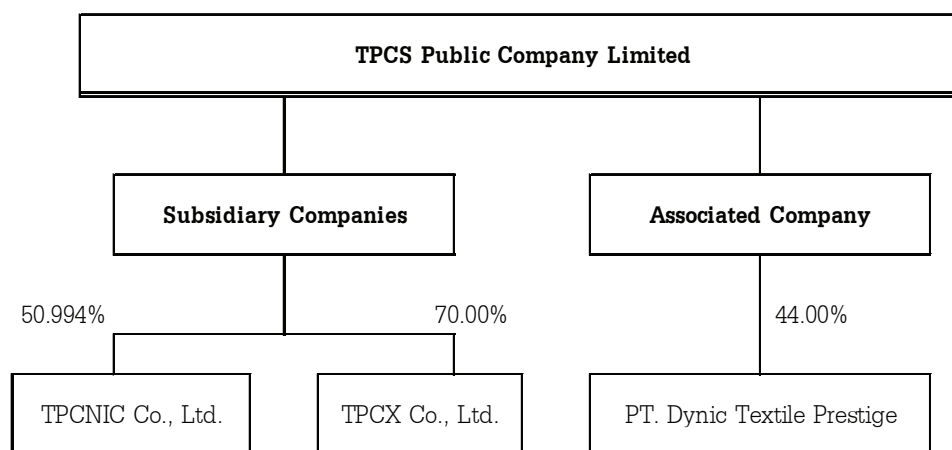 TPCS Public Company Limited
Subsidiary Companies
Associated Company
50.994%
70.00%
44.00%
TPCNIC Co., Ltd.
TPCX Co., Ltd.
PT. Dynic Textile Prestige